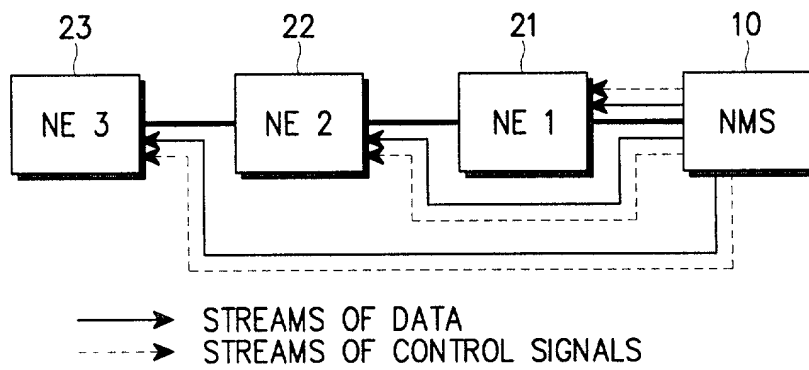 23 22 21 10
NE 3 NE 2 NE 1 NMS
STREAMS OF DATA
STREAMS OF CONTROL SIGNALS